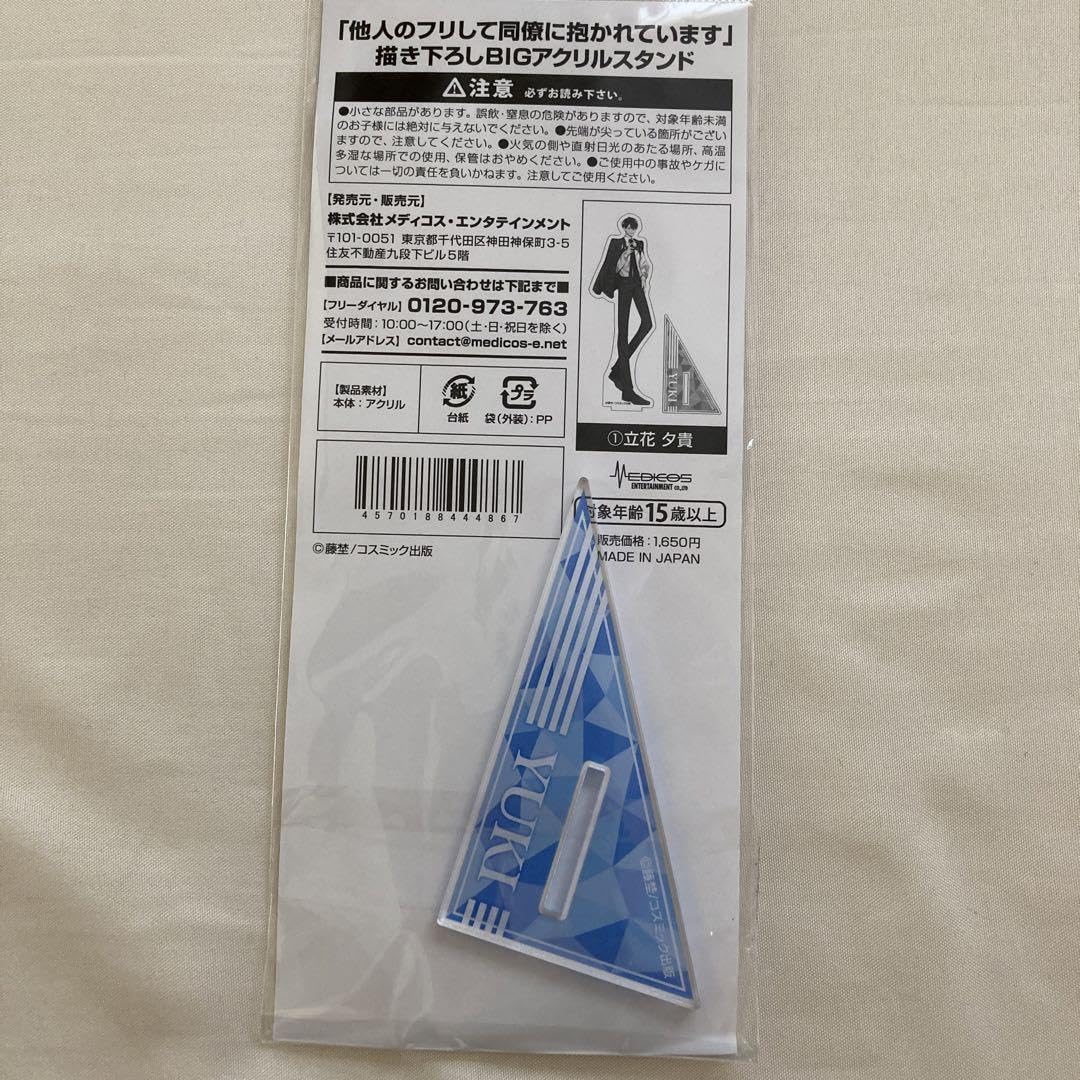 「他人のフリして同僚に抱かれています」
描き下ろしBIGアクリルスタンド
⚠注意 必ずお読み下さい。
●小さな部品があります。誤飲・窒息の危険がありますので、対象年齢未満
のお子様には絶対に与えないでください。●先端が尖っている箇所がござい
ますので、注意してください。●火気の側や直射日光のあたる場所、高温
多湿な場所での使用、保管はおやめください。●ご使用中の事故やケガに
ついては一切の責任を負いかねます。注意してご使用ください。
【発売元・販売元】
株式会社メディコス・エンタテインメント
〒101-0051 東京都千代田区神田神保町3-5
住友不動産九段下ビル5階
■商品に関するお問い合わせは下記まで■
【フリーダイヤル】 0120-973-763
受付時間：10:00〜17:00（土・日・祝日を除く）
【メールアドレス】 contact@medicos-e.net
【製品素材】
本体：アクリル
紙
台紙
プラ
袋（外装）：PP
YUKI
①立花 夕貴
MEDICOS
ENTERTAINMENT CO.,LTD
対象年齢15歳以上
販売価格：1,650円
MADE IN JAPAN
4570188444867
©藤埜/コスミック出版
YUKI
©藤埜/コスミック出版